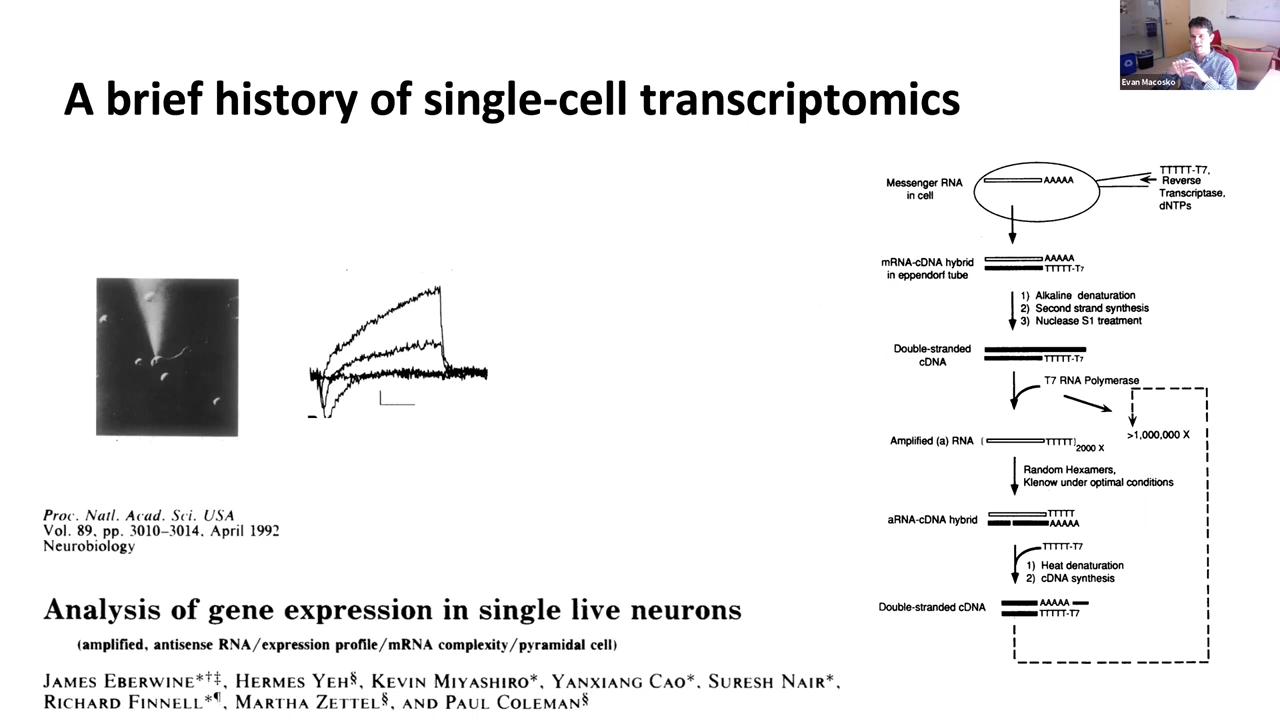 A brief history of single-cell transcriptomics
Evan Macosko
Messenger RNA
in cell
AAAAA
TTTTT-T7,
Reverse
Transcriptase,
dNTPs
mRNA-cDNA hybrid
in eppendorf tube
AAAAA
TTTTT-T7
1) Alkaline denaturation
2) Second strand synthesis
3) Nuclease S1 treatment
Double-stranded
cDNA
TTTTT-T7
T7 RNA Polymerase
>1,000,000 X
Amplified (a) RNA
( TTTTT) 2000 X
Random Hexamers,
Klenow under optimal conditions
aRNA-cDNA hybrid
TTTTT
AAAAA
TTTTT-T7
1) Heat denaturation
2) cDNA synthesis
Double-stranded cDNA
AAAAA
TTTTT-T7
Proc. Natl. Acad. Sci. USA
Vol. 89, pp. 3010–3014, April 1992
Neurobiology
Analysis of gene expression in single live neurons
(amplified, antisense RNA/expression profile/mRNA complexity/pyramidal cell)
JAMES EBERWINE*†‡, HERMES YEH§, KEVIN MIYASHIRO*, YANXIANG CAO*, SURESH NAIR*,
RICHARD FINNELL*¶, MARTHA ZETTEL§, AND PAUL COLEMAN§